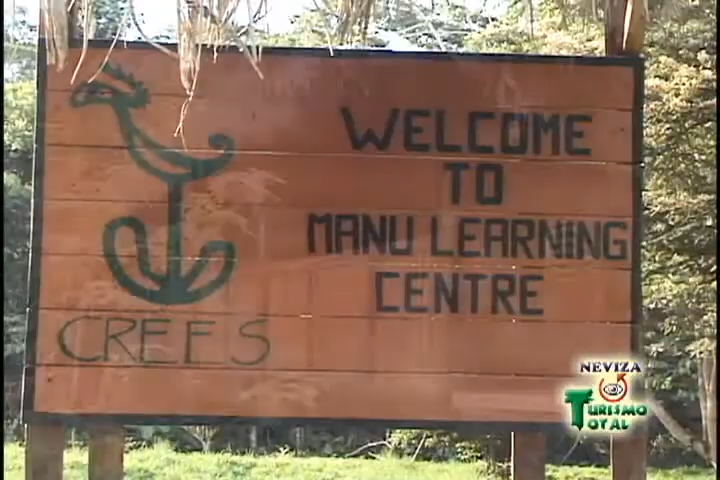 WELCOME
TO
MANU LEARNING
CENTRE
CREES
NEVIZA
TURISMO
TOTAL